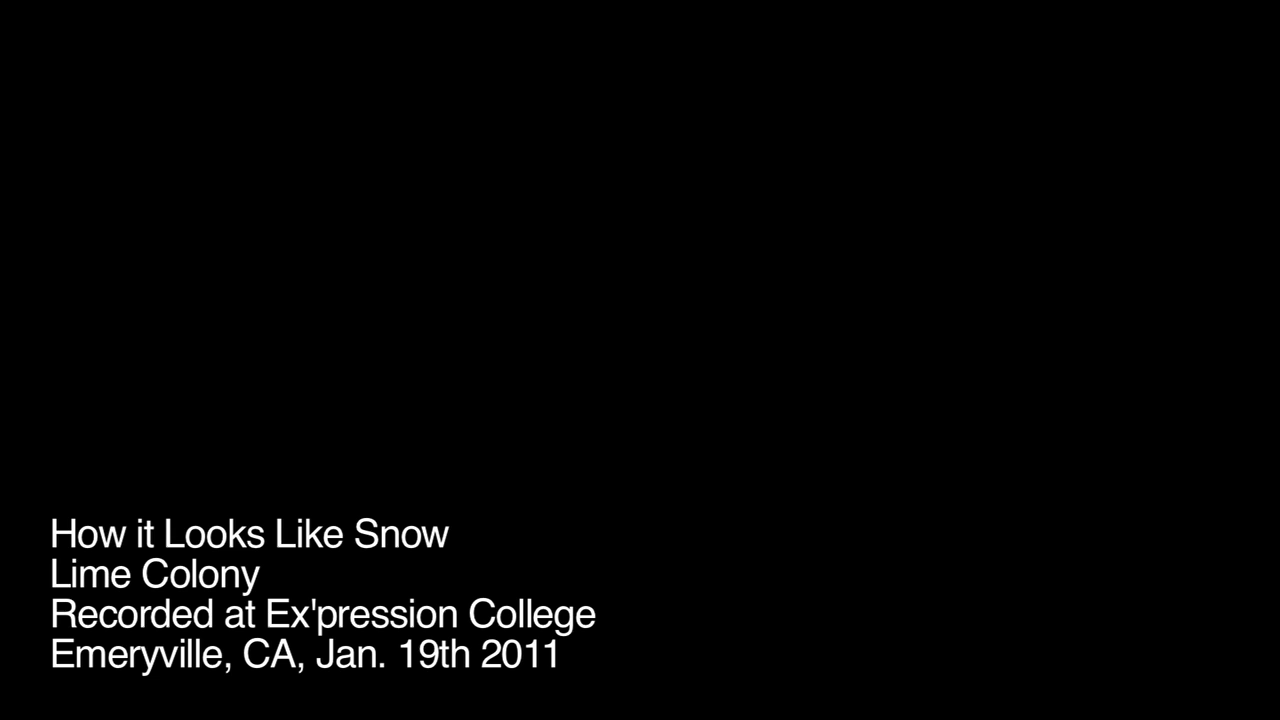 How it Looks Like Snow
Lime Colony
Recorded at Ex'pression College
Emeryville, CA, Jan. 19th 2011